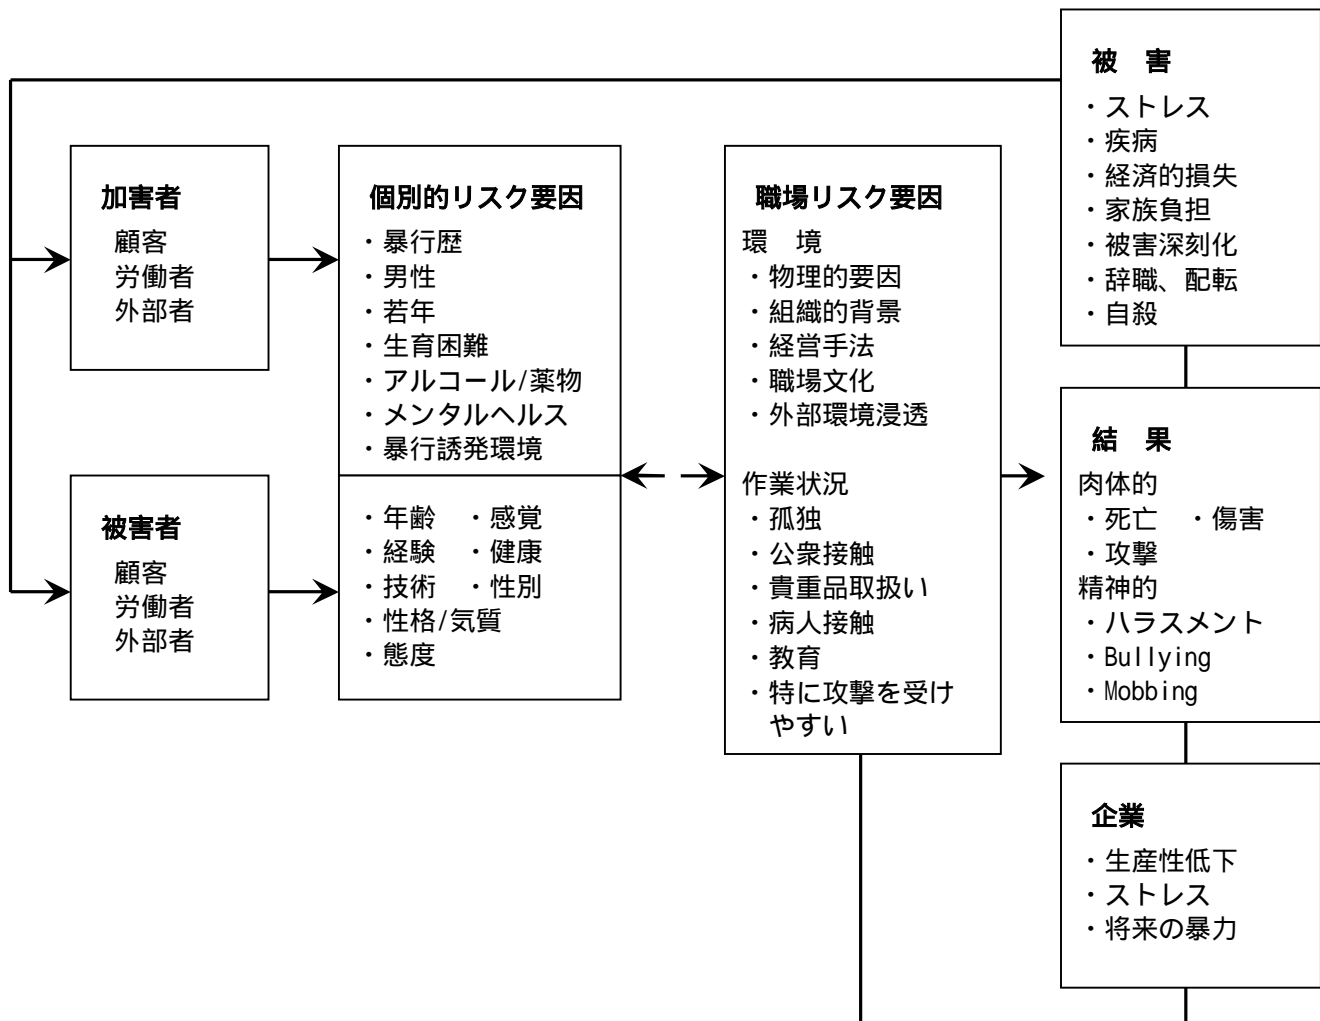 加害者
顧客
労働者
外部者
被害者
顧客
労働者
外部者
個別的リスク要因
・暴行歴
・男性
・若年
・生育困難
・アルコール/薬物
・メンタルヘルス
・暴行誘発環境
・年齢　・感覚
・経験　・健康
・技術　・性別
・性格/気質
・態度
職場リスク要因
環　境
・物理的要因
・組織的背景
・経営手法
・職場文化
・外部環境浸透
作業状況
・孤独
・公衆接触
・貴重品取扱い
・病人接触
・教育
・特に攻撃を受け
やすい
被　害
・ストレス
・疾病
・経済的損失
・家族負担
・被害深刻化
・辞職、配転
・自殺
結　果
肉体的
・死亡　・傷害
・攻撃
精神的
・ハラスメント
・Bullying
・Mobbing
企業
・生産性低下
・ストレス
・将来の暴力